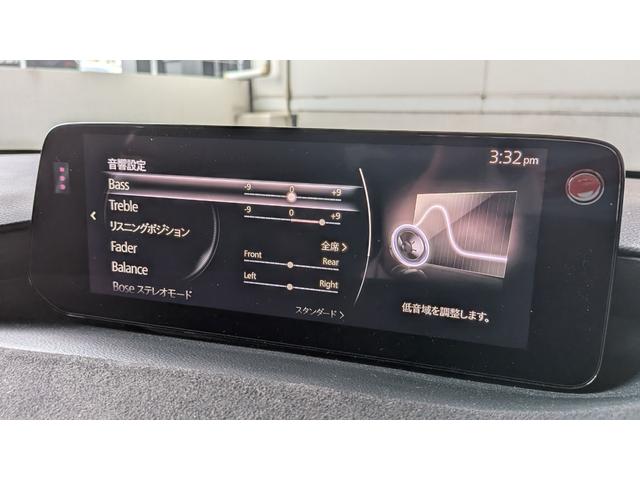 音響設定
3:32 pm
Bass
-9 0 +9
Treble
-9 0 +9
リスニングポジション
全席
Fader
Front Rear
Balance
Left Right
Bose ステレオモード
スタンダード
低音域を調整します。